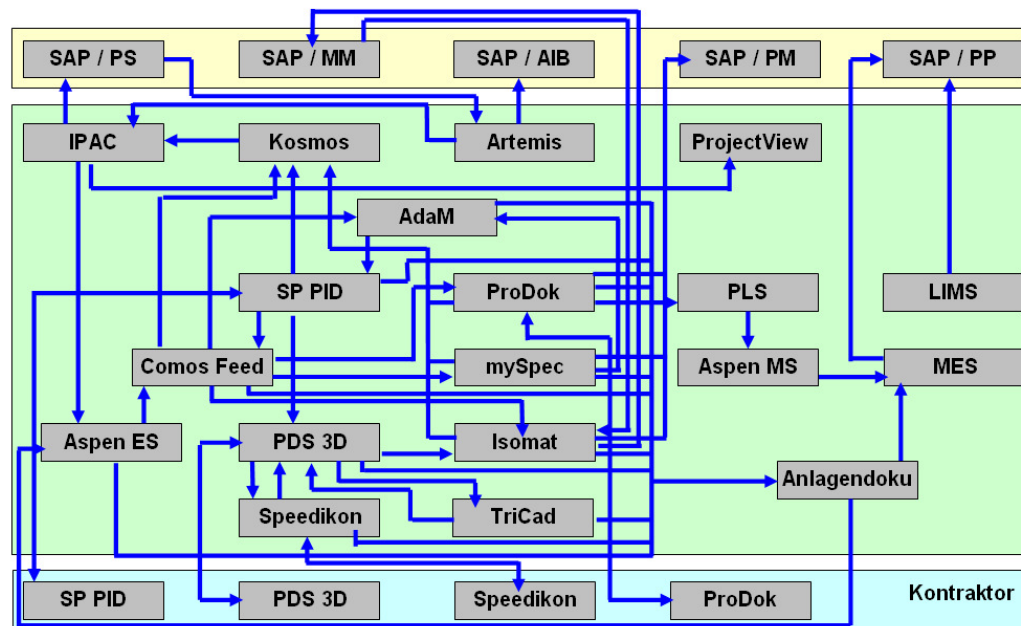 SAP / PS
SAP / MM
SAP / AIB
SAP / PM
SAP / PP
IPAC
Kosmos
Artemis
ProjectView
AdaM
SP PID
ProDok
PLS
LIMS
Comos Feed
mySpec
Aspen MS
MES
Aspen ES
PDS 3D
Isomat
Anlagendoku
Speedikon
TriCad
SP PID
PDS 3D
Speedikon
ProDok
Kontraktor